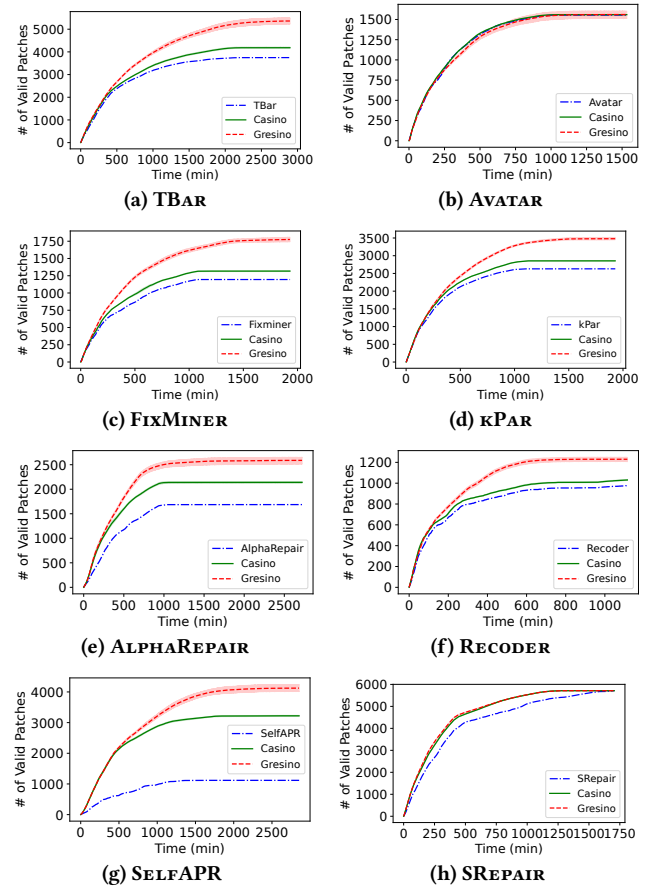 # of Valid Patches
5000
4000
3000
2000
1000
0
TBar
Casino
Gresino
0 500 1000 1500 2000 2500 3000
Time (min)
(a) TBAR
# of Valid Patches
1500
1250
1000
750
500
250
0
Avatar
Casino
Gresino
0 250 500 750 1000 1250 1500
Time (min)
(b) AVATAR
# of Valid Patches
1750
1500
1250
1000
750
500
250
0
Fixminer
Casino
Gresino
0 500 1000 1500 2000
Time (min)
(c) FIXMINER
# of Valid Patches
3500
3000
2500
2000
1500
1000
500
0
kPar
Casino
Gresino
0 500 1000 1500 2000
Time (min)
(d) KPAR
# of Valid Patches
2500
2000
1500
1000
500
0
AlphaRepair
Casino
Gresino
0 500 1000 1500 2000 2500
Time (min)
(e) ALPHAREPAIR
# of Valid Patches
1200
1000
800
600
400
200
0
Recoder
Casino
Gresino
0 200 400 600 800 1000
Time (min)
(f) RECODER
# of Valid Patches
4000
3000
2000
1000
0
SelfAPR
Casino
Gresino
0 500 1000 1500 2000 2500
Time (min)
(g) SELFAPR
# of Valid Patches
6000
5000
4000
3000
2000
1000
0
SRepair
Casino
Gresino
0 250 500 750 1000 1250 1500 1750
Time (min)
(h) SREPAIR